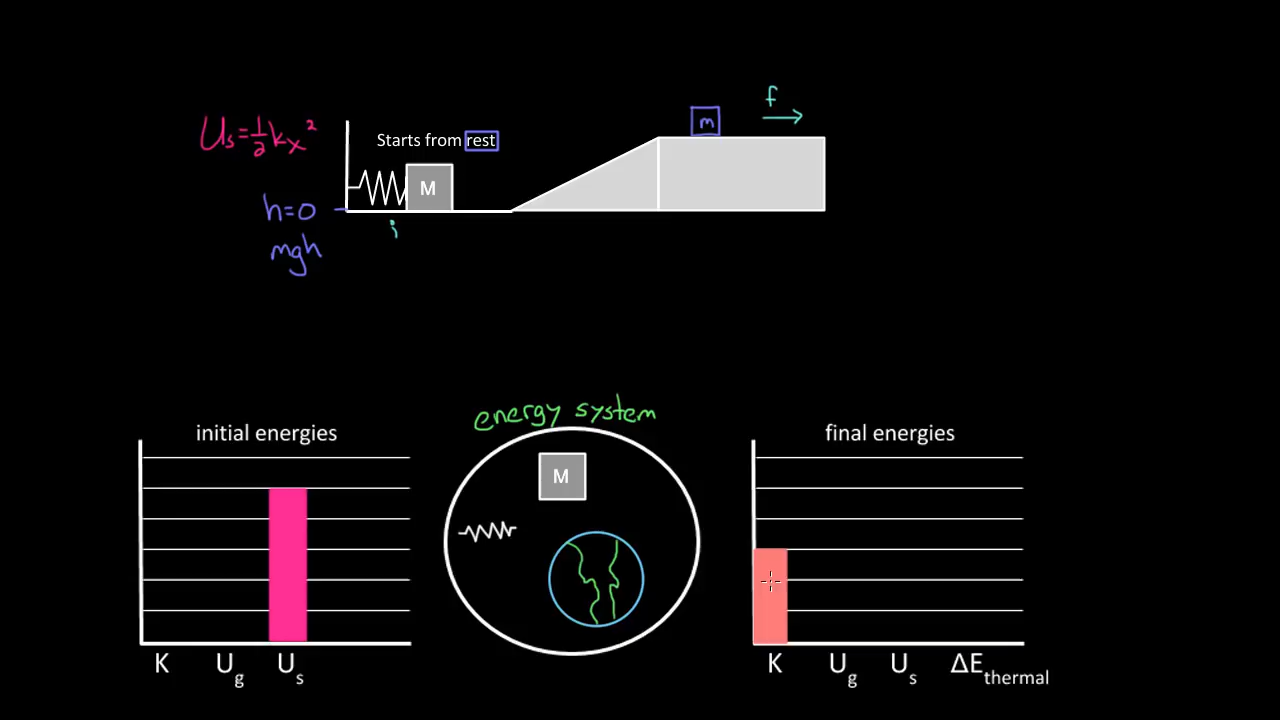 f
m
Starts from rest
Us=½kx²
M
h=0
i
mgh
energy system
initial energies
final energies
M
K Ug Us
K Ug Us ΔEthermal